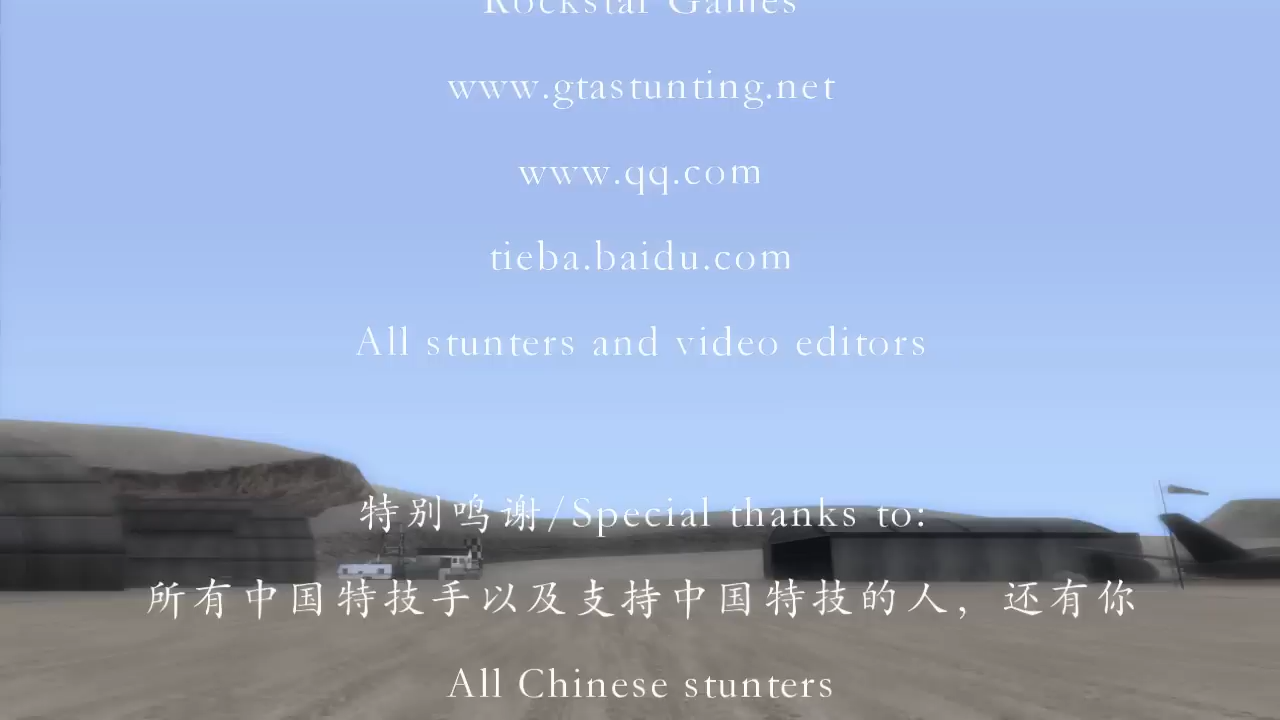 Rockstar Games
www.gtastunting.net
www.qq.com
tieba.baidu.com
All stunters and video editors
特别鸣谢/Special thanks to:
所有中国特技手以及支持中国特技的人，还有你
All Chinese stunters